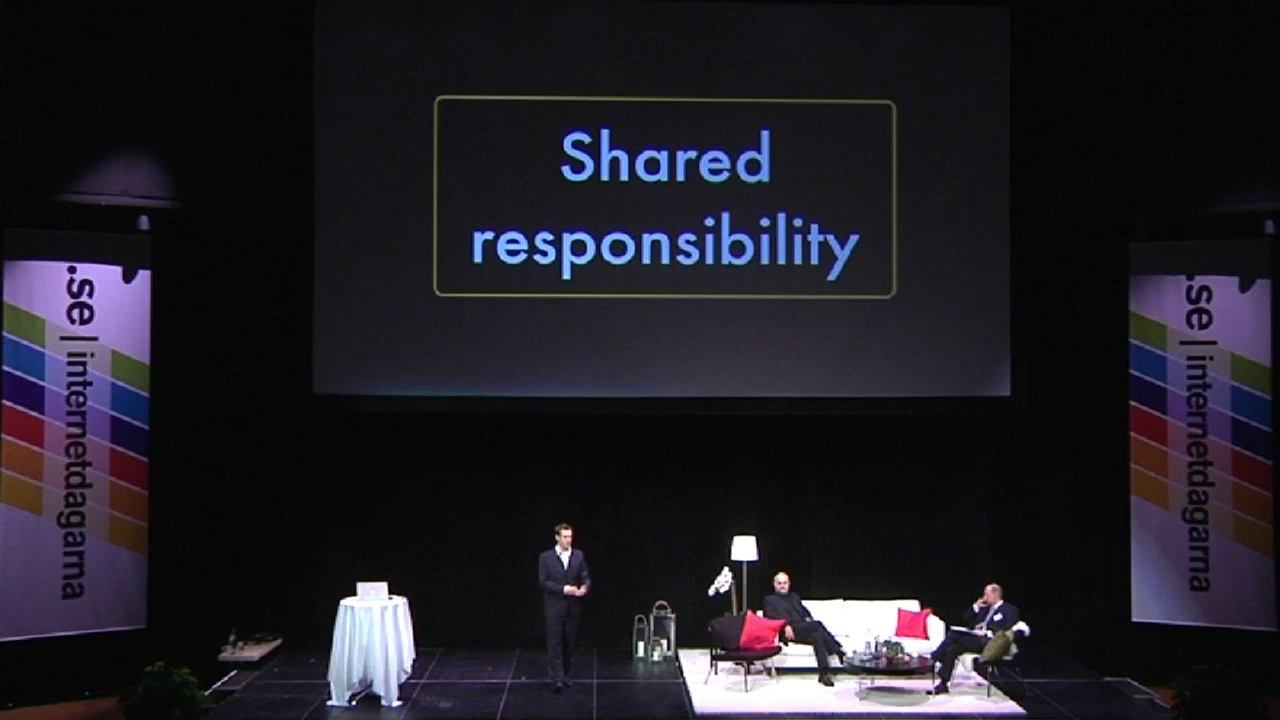 Shared
responsibility
.se | internetdagarna
.se | internetdagarna